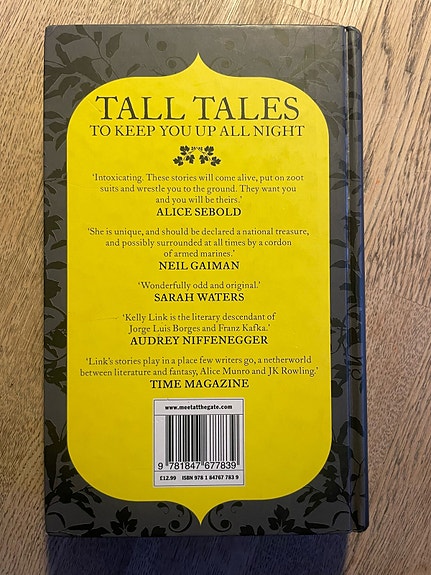 TALL TALES
TO KEEP YOU UP ALL NIGHT
‘Intoxicating. These stories will come alive, put on zoot
suits and wrestle you to the ground. They want you
and you will be theirs.’
ALICE SEBOLD
‘She is unique, and should be declared a national treasure,
and possibly surrounded at all times by a cordon
of armed marines.’
NEIL GAIMAN
‘Wonderfully odd and original.’
SARAH WATERS
‘Kelly Link is the literary descendant of
Jorge Luis Borges and Franz Kafka.’
AUDREY NIFFENEGGER
‘Link’s stories play in a place few writers go, a netherworld
between literature and fantasy, Alice Munro and JK Rowling.’
TIME MAGAZINE
www.meetatthegate.com
9 781847 677839
£12.99 ISBN 978 1 84767 783 9